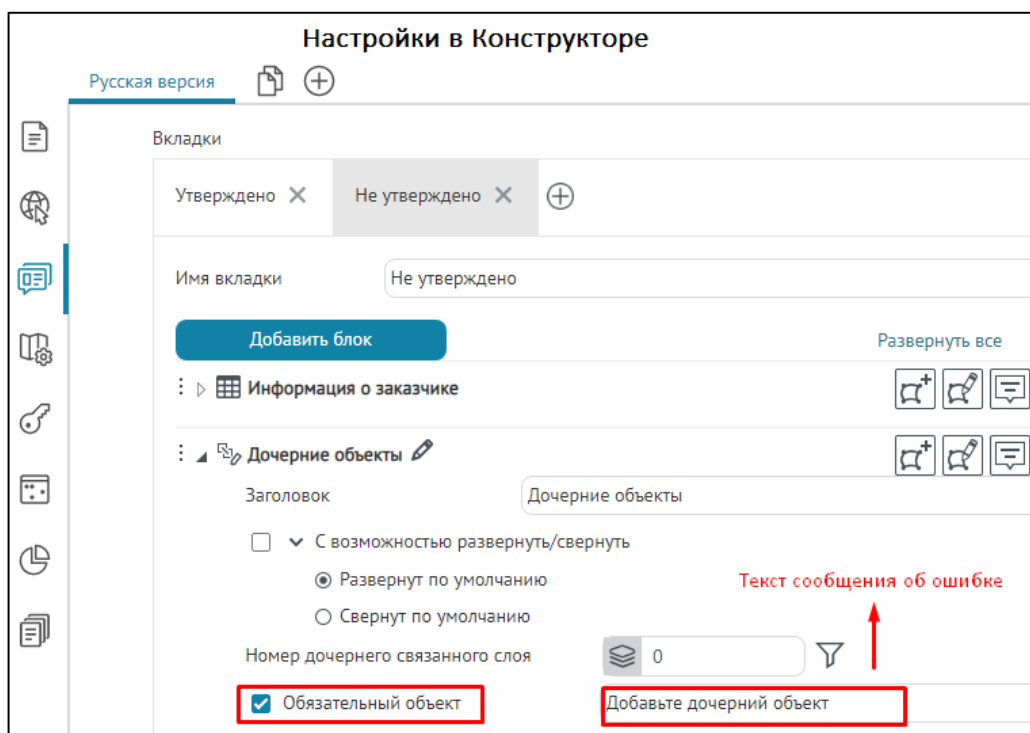 Настройки в Конструкторе
Русская версия
Вкладки
Утверждено
Не утверждено
Имя вкладки
Не утверждено
Добавить блок
Развернуть все
Информация о заказчике
Дочерние объекты
Заголовок
Дочерние объекты
С возможностью развернуть/свернуть
Развернут по умолчанию
Текст сообщения об ошибке
Свернут по умолчанию
Номер дочернего связанного слоя
0
Обязательный объект
Добавьте дочерний объект